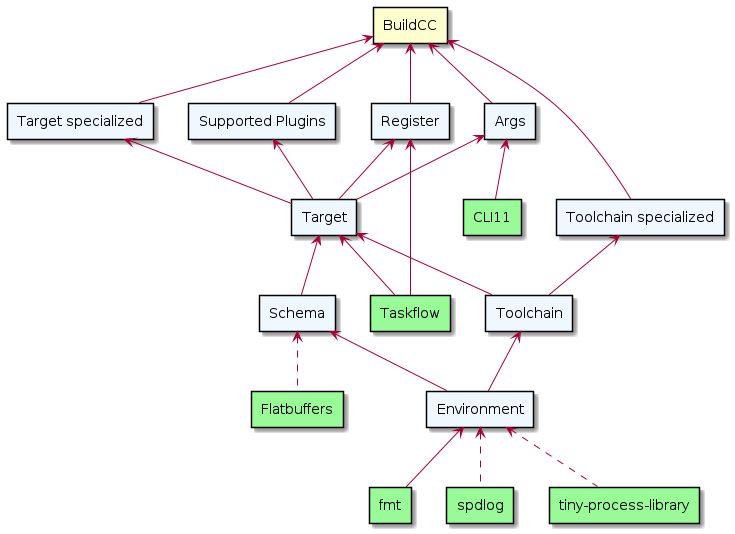 BuildCC
Target specialized
Supported Plugins
Register
Args
Target
CLI11
Toolchain specialized
Schema
Taskflow
Toolchain
Flatbuffers
Environment
fmt
spdlog
tiny-process-library